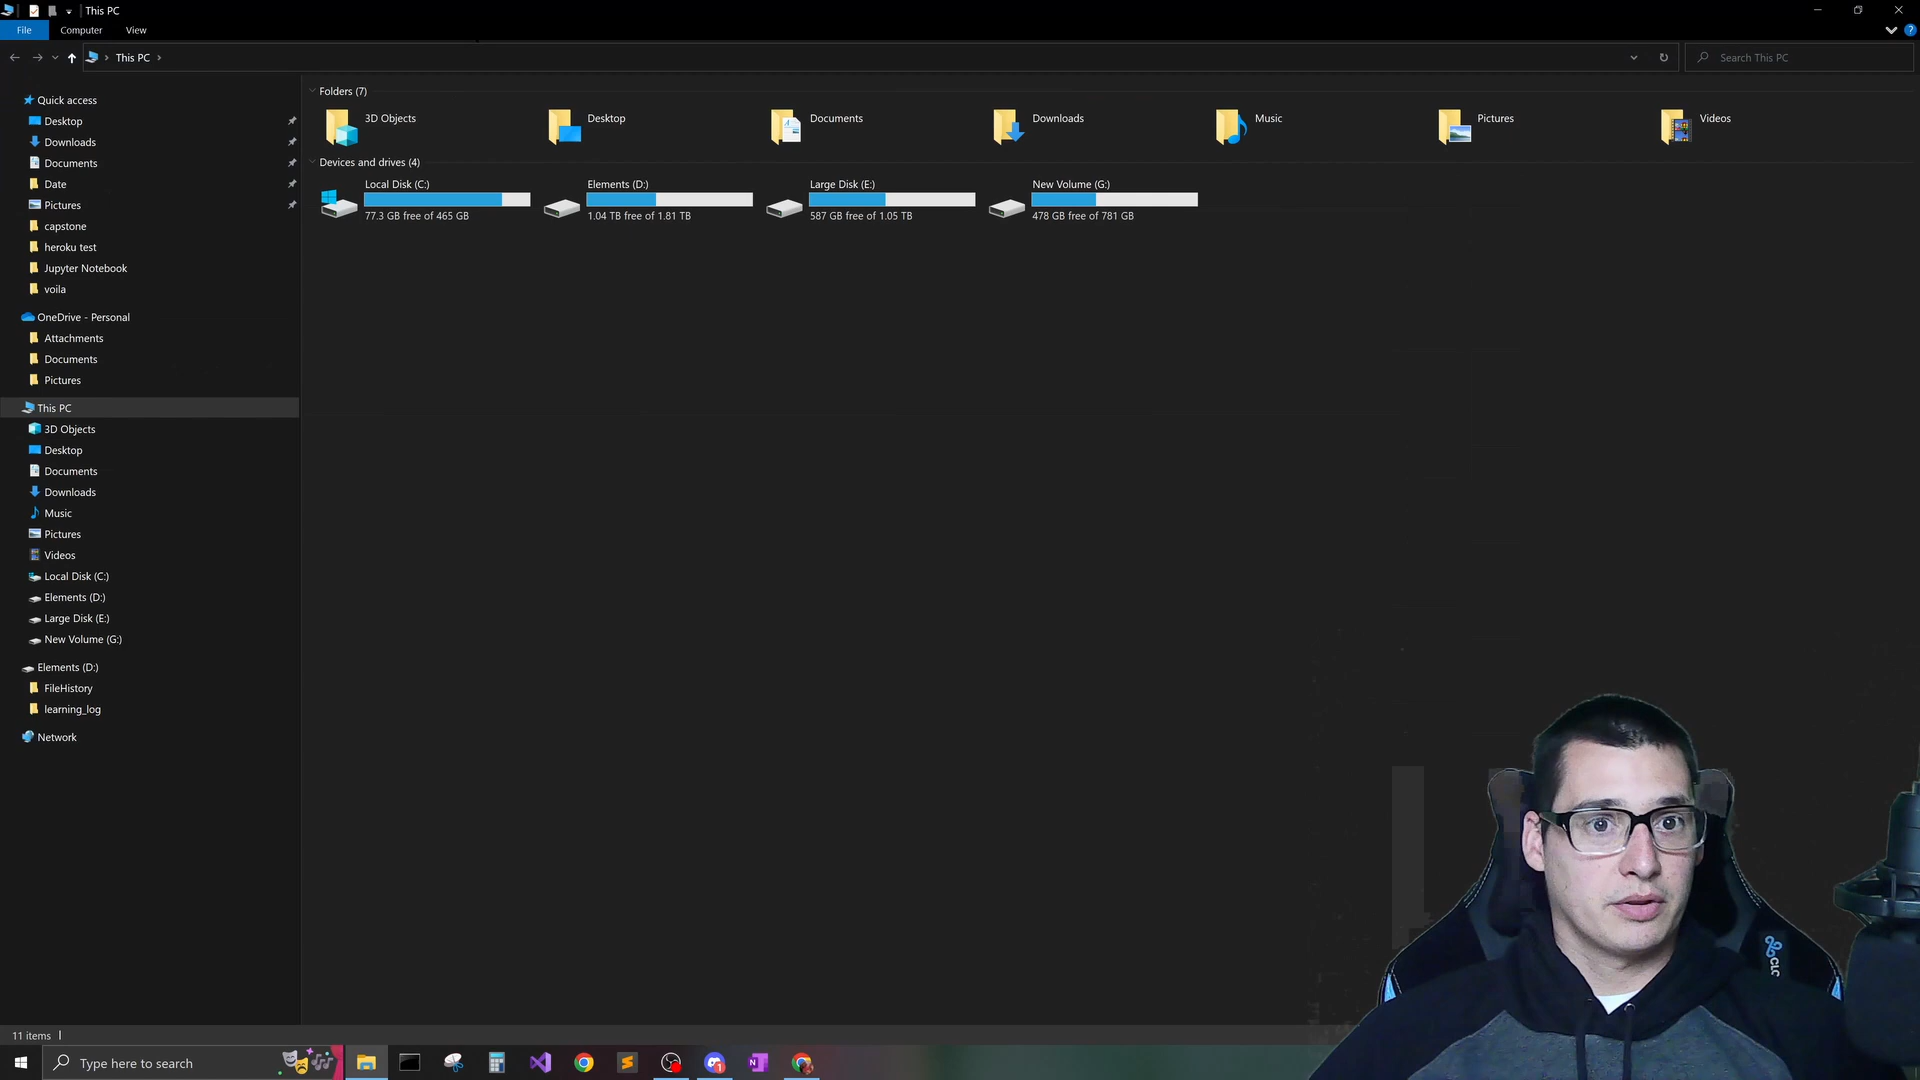 This PC
File
Computer
View
This PC
Search This PC
Quick access
Desktop
Downloads
Documents
Date
Pictures
capstone
heroku test
Jupyter Notebook
voila
OneDrive - Personal
Attachments
Documents
Pictures
This PC
3D Objects
Desktop
Documents
Downloads
Music
Pictures
Videos
Local Disk (C:)
Elements (D:)
Large Disk (E:)
New Volume (G:)
Elements (D:)
FileHistory
learning_log
Network
Folders (7)
3D Objects
Desktop
Documents
Downloads
Music
Pictures
Videos
Devices and drives (4)
Local Disk (C:)
77.3 GB free of 465 GB
Elements (D:)
1.04 TB free of 1.81 TB
Large Disk (E:)
587 GB free of 1.05 TB
New Volume (G:)
478 GB free of 781 GB
CLC
11 items
Type here to search
1